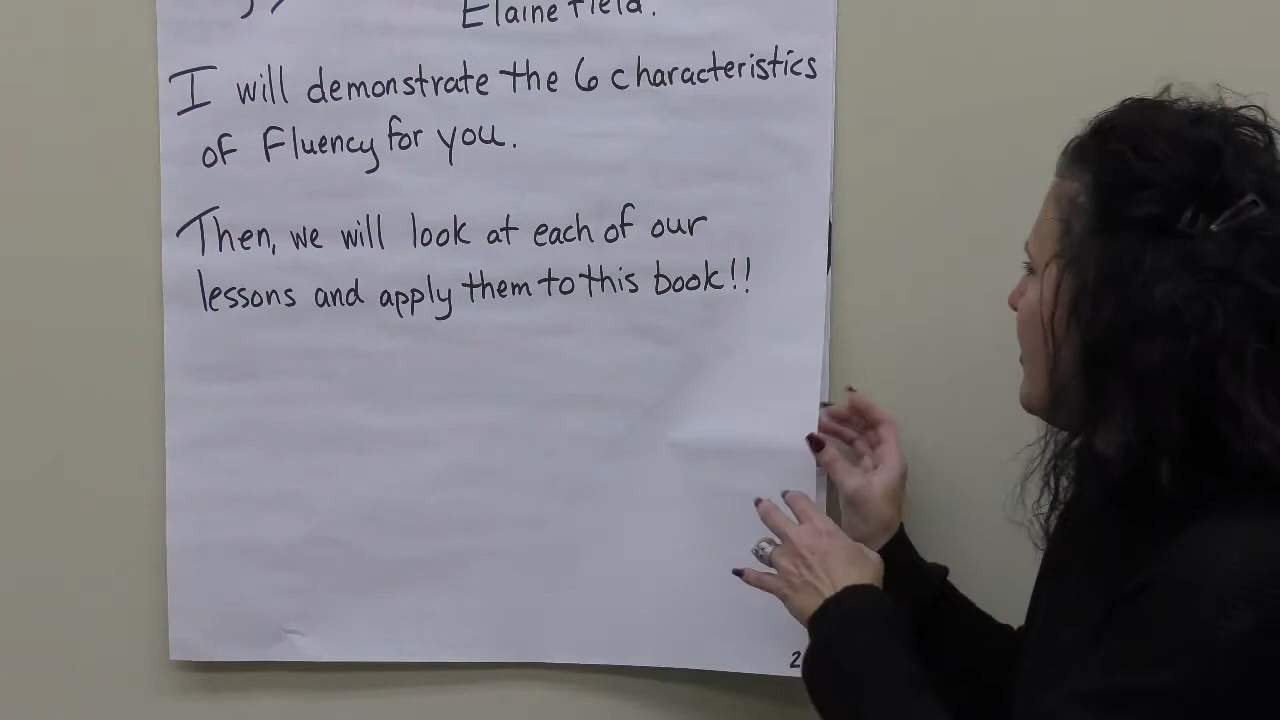 Elaine Field.
I will demonstrate the 6 characteristics
of Fluency for you.
Then, we will look at each of our
lessons and apply them to this book!!
2